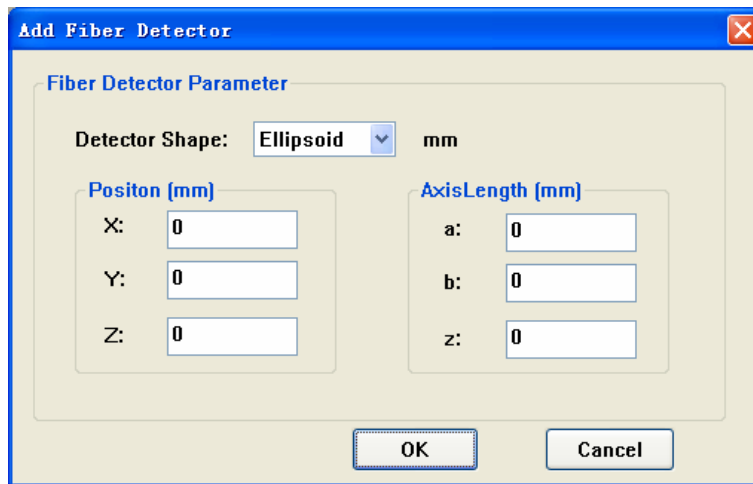 Add Fiber Detector
Fiber Detector Parameter
Detector Shape: Ellipsoid mm
Positon (mm) AxisLength (mm)
X: 0 a: 0
Y: 0 b: 0
Z: 0 z: 0
OK Cancel